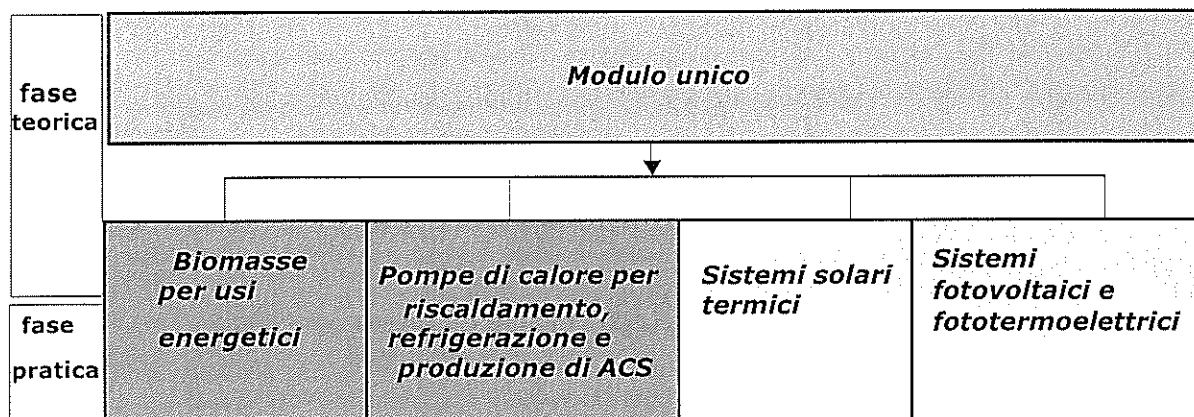 Modulo unico
fase
teorica
Biomasse
per usi
energetici
Pompe di calore per
riscaldamento,
refrigerazione e
produzione di ACS
Sistemi solari
termici
Sistemi
fotovoltaici e
fototermoelettrici
fase
pratica